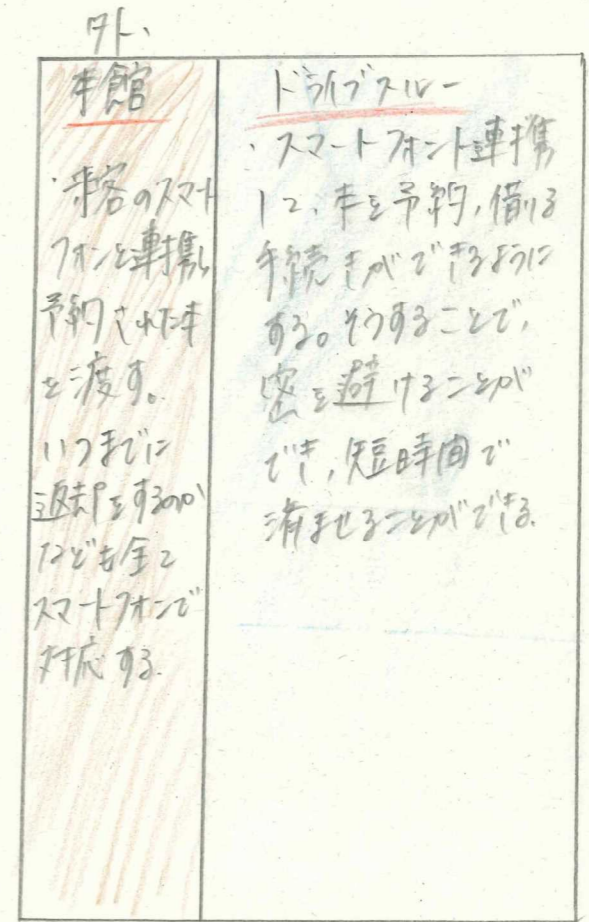 外、
本館
・来客のスマート
フォンと連携し
予約された本
を渡す。
いつまでに
返却をするのか
なども全て
スマートフォンで
対応する。
ドライブスルー
・スマートフォント連携
して、本を予約,借りる
手続きができるように
する。そうすることで,
密を避けることが
でき,短時間で
済ませることができる.